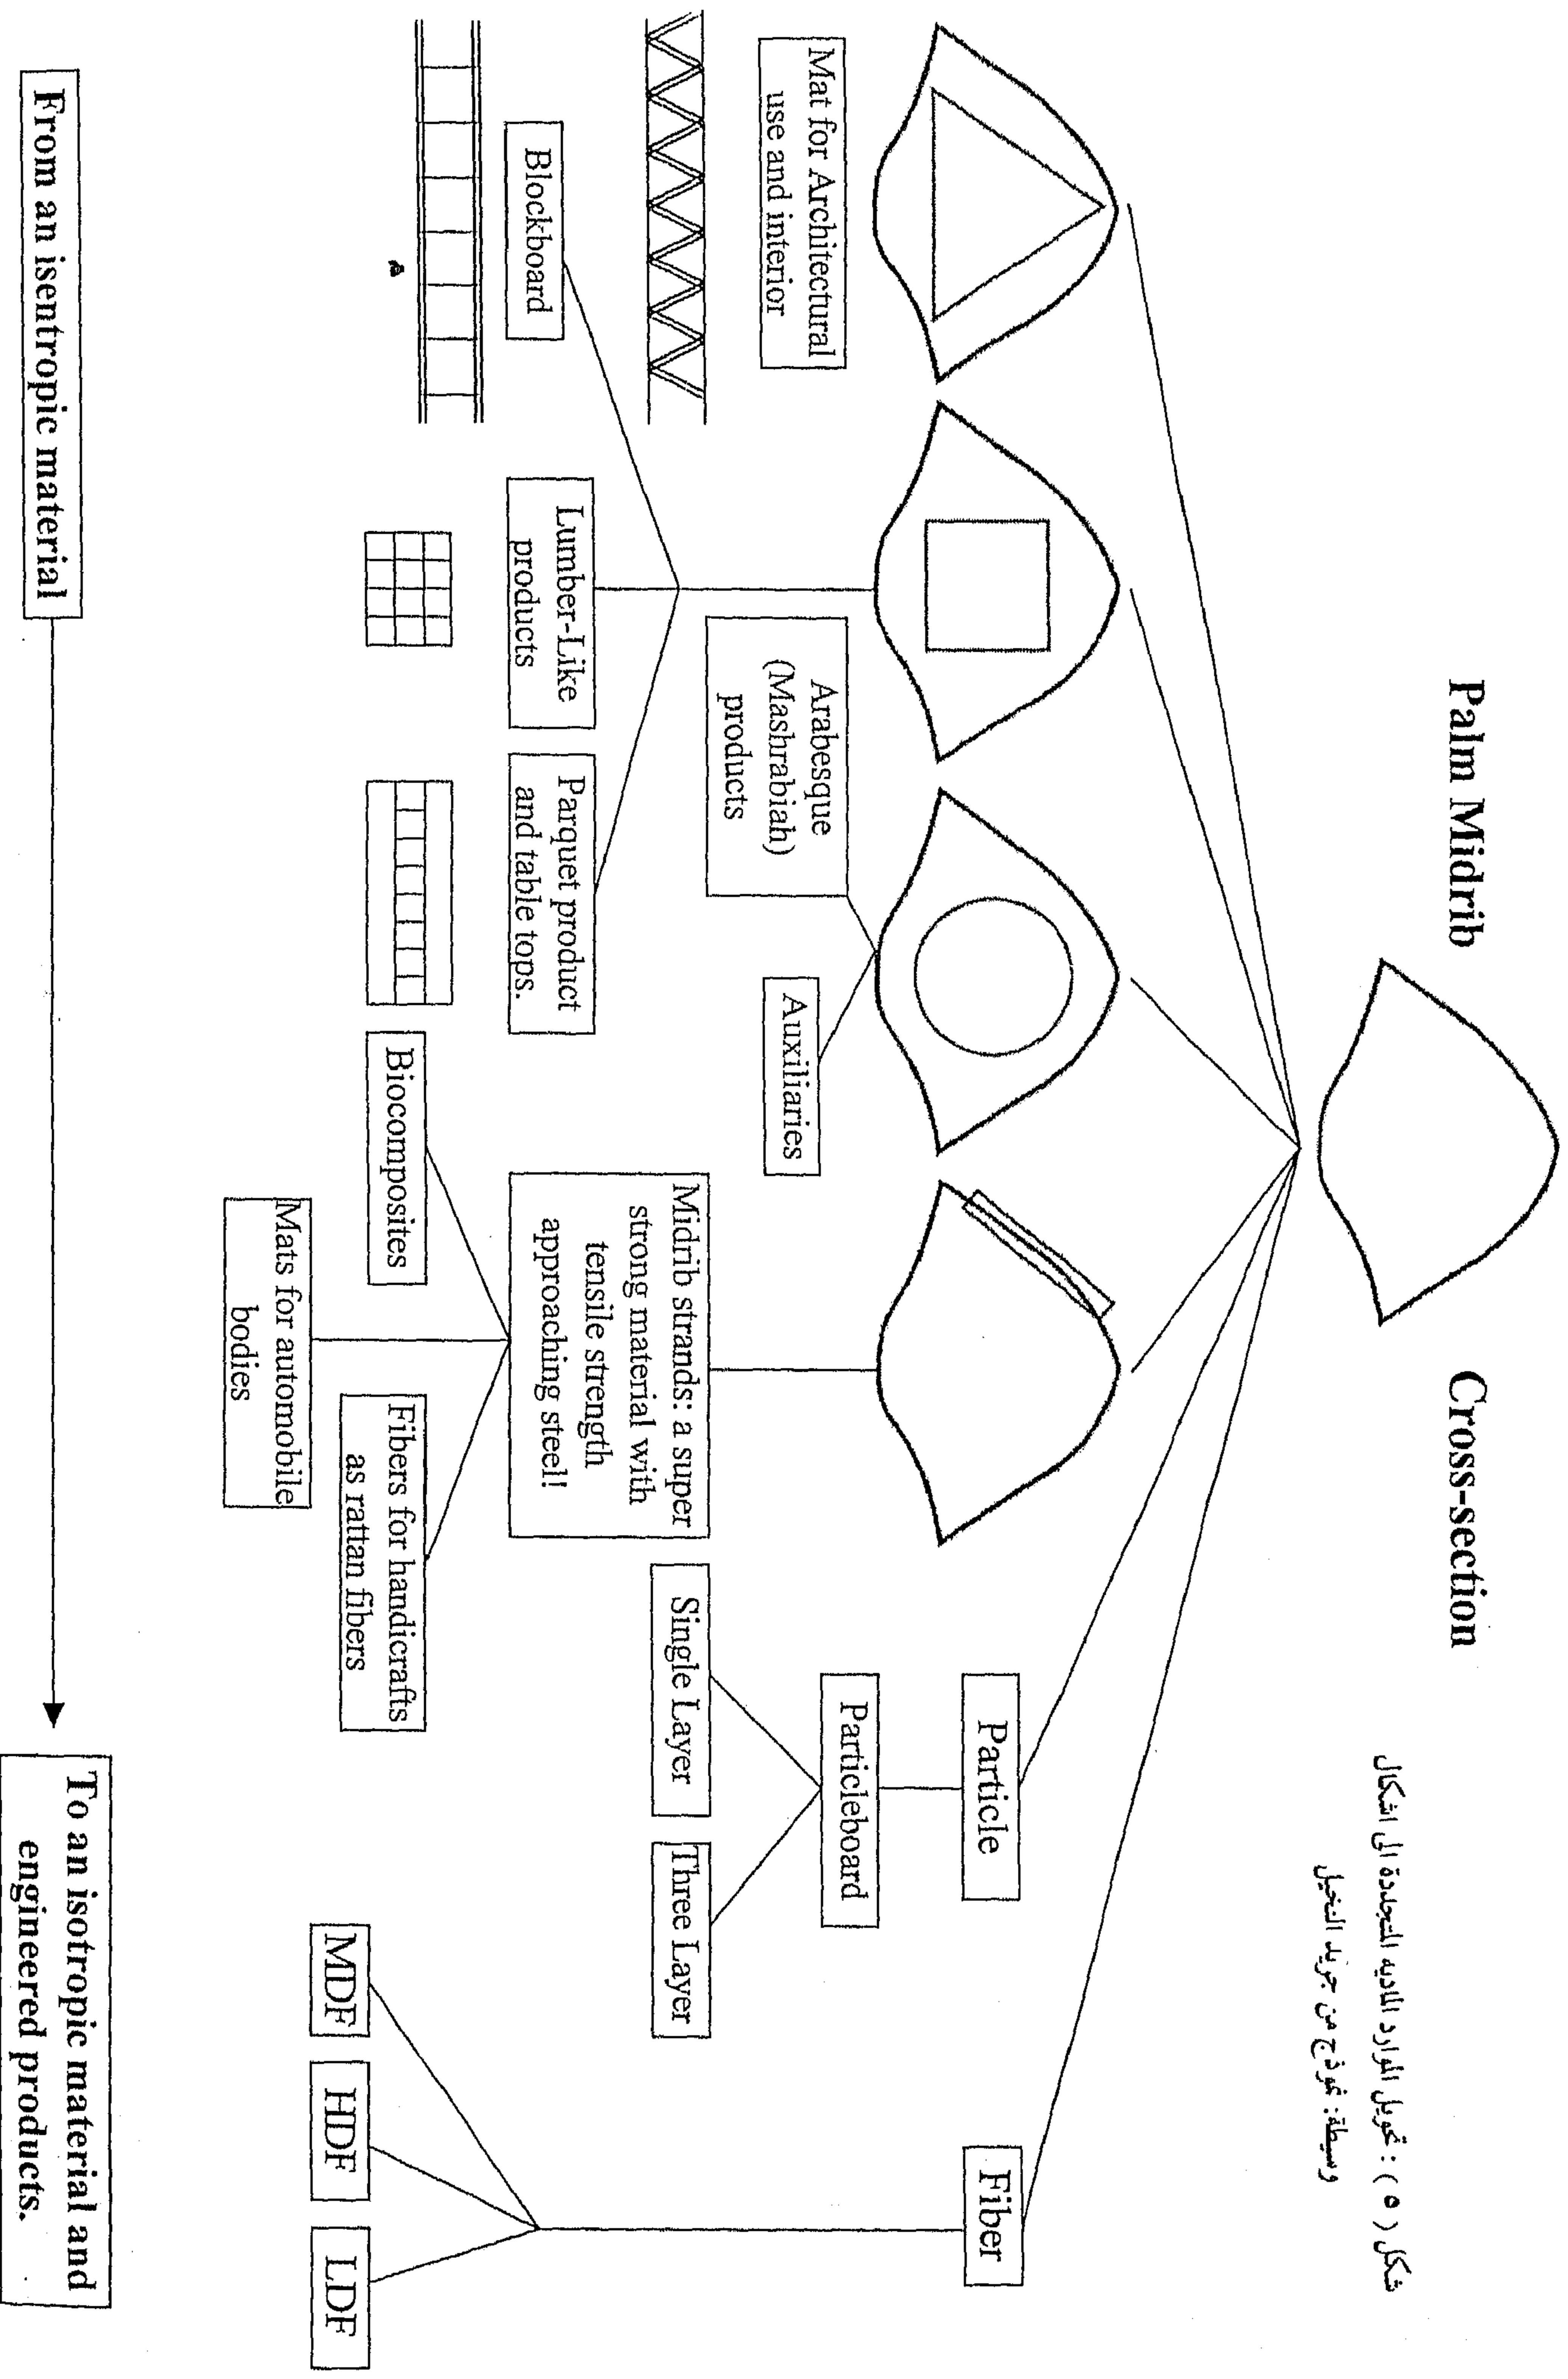 شكل ( ٥ ) : تحويل الموارد الماديه المتجددة الى اشكال
وسيطة : نموذج من جريد النخيل
Palm Midrib
Cross-section
Mat for Architectural
use and interior
Arabesque
(Mashrabiah)
products
Auxiliaries
Blockboard
Lumber-Like
products
Parquet product
and table tops.
Midrib strands: a super
strong material with
tensile strength
approaching steel!
Biocomposites
Mats for automobile
bodies
Fibers for handicrafts
as rattan fibers
Particle
Particleboard
Single Layer
Three Layer
Fiber
MDF
HDF
LDF
From an isentropic material
To an isotropic material and
engineered products.